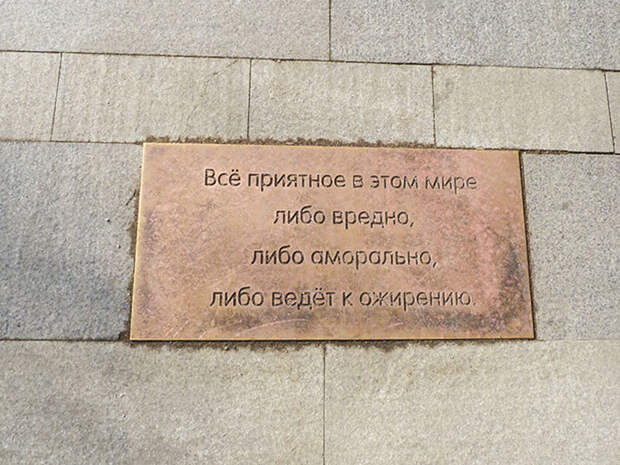 Всё приятное в этом мире
либо вредно,
либо аморально,
либо ведёт к ожирению.